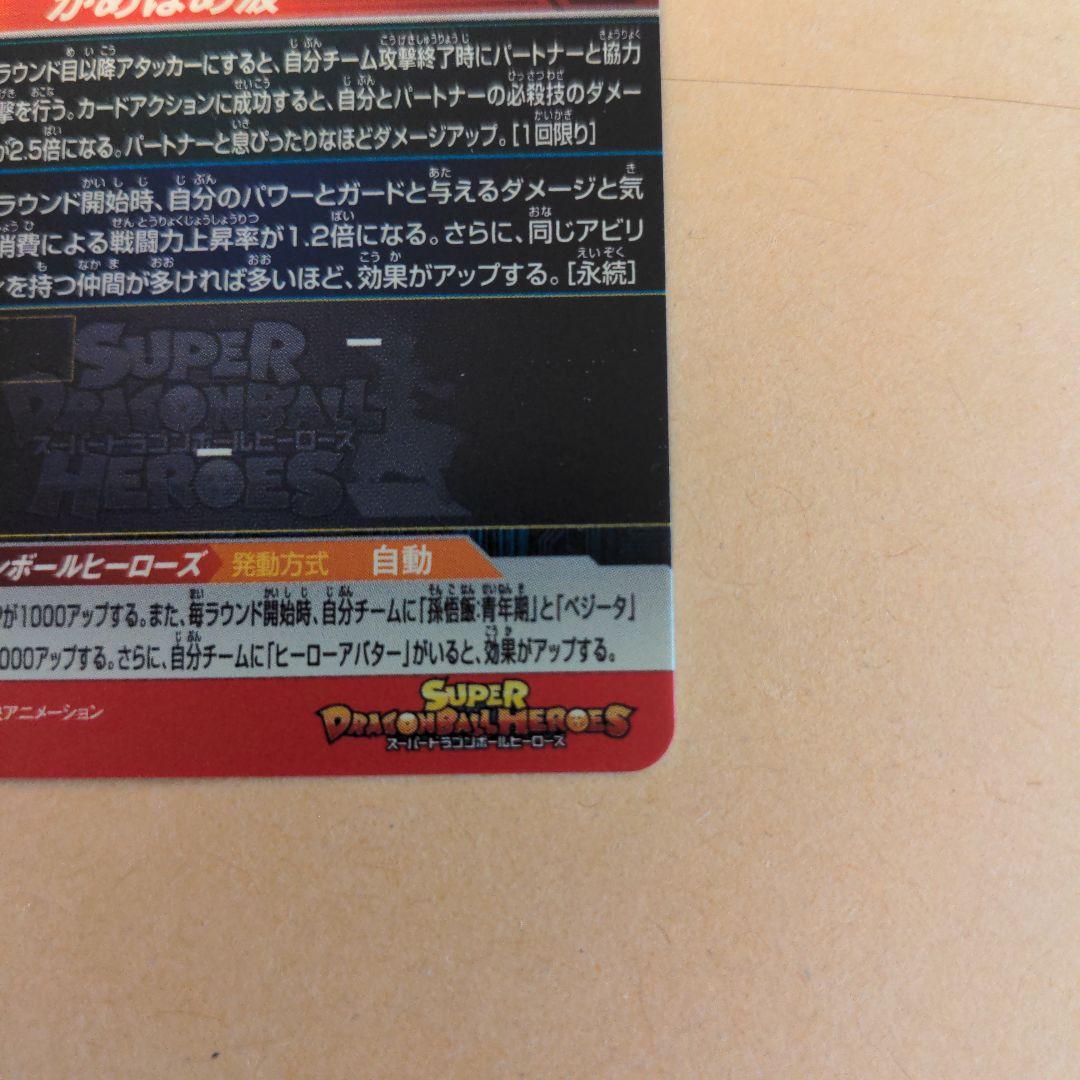 かめはめ波
ラウンド目以降アタッカーにすると、自分チーム攻撃終了時にパートナーと協力
撃を行う。カードアクションに成功すると、自分とパートナーの必殺技のダメー
が2.5倍になる。パートナーと息ぴったりなほどダメージアップ。[1回限り]
ラウンド開始時、自分のパワーとガードと与えるダメージと気
消費による戦闘力上昇率が1.2倍になる。さらに、同じアビリ
を持つ仲間が多ければ多いほど、効果がアップする。[永続]
SUPER
DRAGONBALL
スーパードラゴンボールヒーローズ
HEROES
ンボールヒーローズ 発動方式 自動
が1000アップする。また、毎ラウンド開始時、自分チームに「孫悟飯:青年期」と「ベジータ」
000アップする。さらに、自分チームに「ヒーローアバター」がいると、効果がアップする。
アニメーション
SUPER
DRAGONBALL HEROES
スーパードラゴンボールヒーローズ